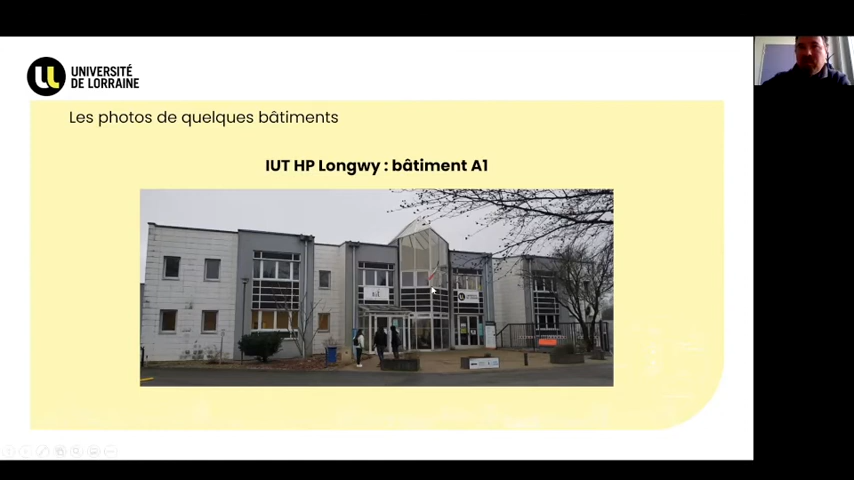 UNIVERSITÉ
DE LORRAINE
Les photos de quelques bâtiments
IUT HP Longwy : bâtiment A1